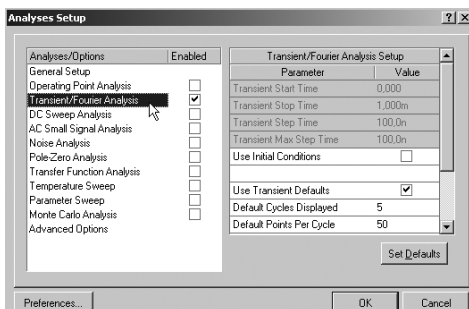 Analyses Setup
Analyses/Options Enabled
General Setup
Operating Point Analysis
Transient/Fourier Analysis
DC Sweep Analysis
AC Small Signal Analysis
Noise Analysis
Pole-Zero Analysis
Transfer Function Analysis
Temperature Sweep
Parameter Sweep
Monte Carlo Analysis
Advanced Options
Transient/Fourier Analysis Setup
Parameter Value
Transient Start Time 0,000
Transient Stop Time 1,000m
Transient Step Time 100,0n
Transient Max Step Time 100,0n
Use Initial Conditions
Use Transient Defaults
Default Cycles Displayed 5
Default Points Per Cycle 50
Set Defaults
Preferences... OK Cancel